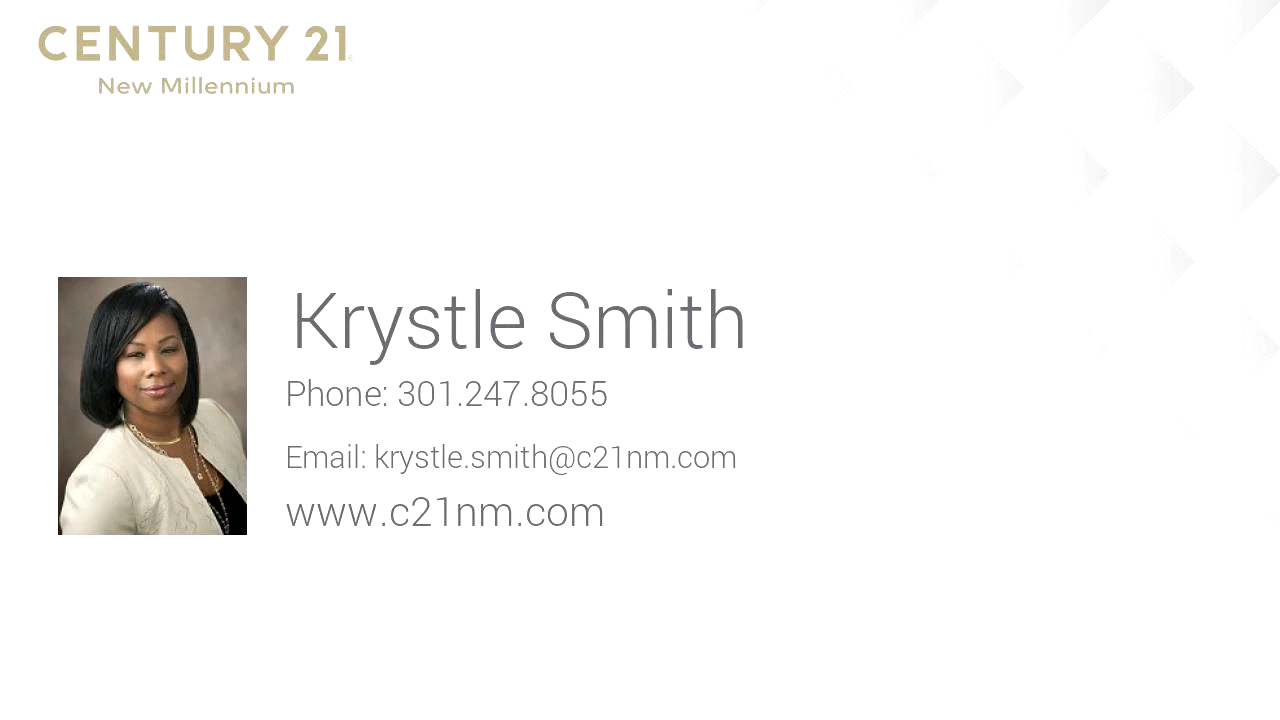 CENTURY 21
New Millennium
Krystle Smith
Phone: 301.247.8055
Email: krystle.smith@c21nm.com
www.c21nm.com